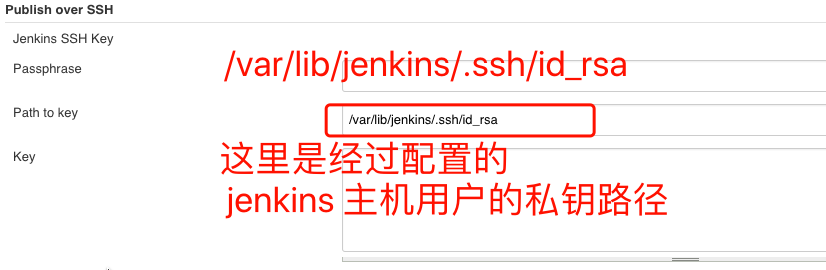 Publish over SSH
Jenkins SSH Key
Passphrase
/var/lib/jenkins/.ssh/id_rsa
Path to key
/var/lib/jenkins/.ssh/id_rsa
Key
这里是经过配置的
jenkins 主机用户的私钥路径